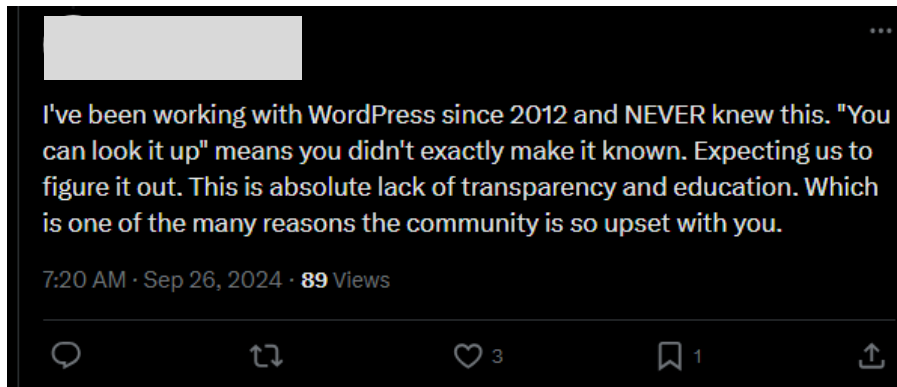 I've been working with WordPress since 2012 and NEVER knew this. "You
can look it up" means you didn't exactly make it known. Expecting us to
figure it out. This is absolute lack of transparency and education. Which
is one of the many reasons the community is so upset with you.
7:20 AM · Sep 26, 2024 · 89 Views
3
1